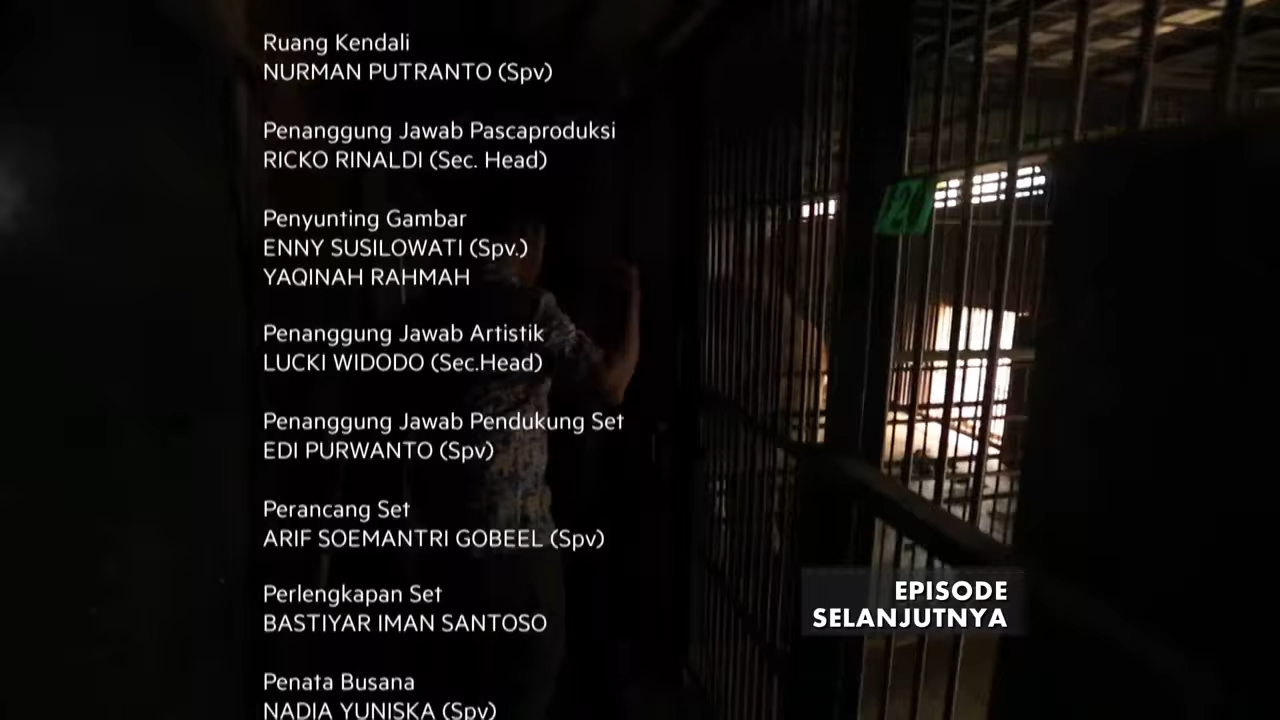 Ruang Kendali
NURMAN PUTRANTO (Spv)
Penanggung Jawab Pascaproduksi
RICKO RINALDI (Sec. Head)
Penyunting Gambar
ENNY SUSILOWATI (Spv.)
YAQINAH RAHMAH
Penanggung Jawab Artistik
LUCKI WIDODO (Sec.Head)
Penanggung Jawab Pendukung Set
EDI PURWANTO (Spv)
Perancang Set
ARIF SOEMANTRI GOBEEL (Spv)
Perlengkapan Set
BASTIYAR IMAN SANTOSO
Penata Busana
NADIA YUNISKA (Spv)
EPISODE
SELANJUTNYA